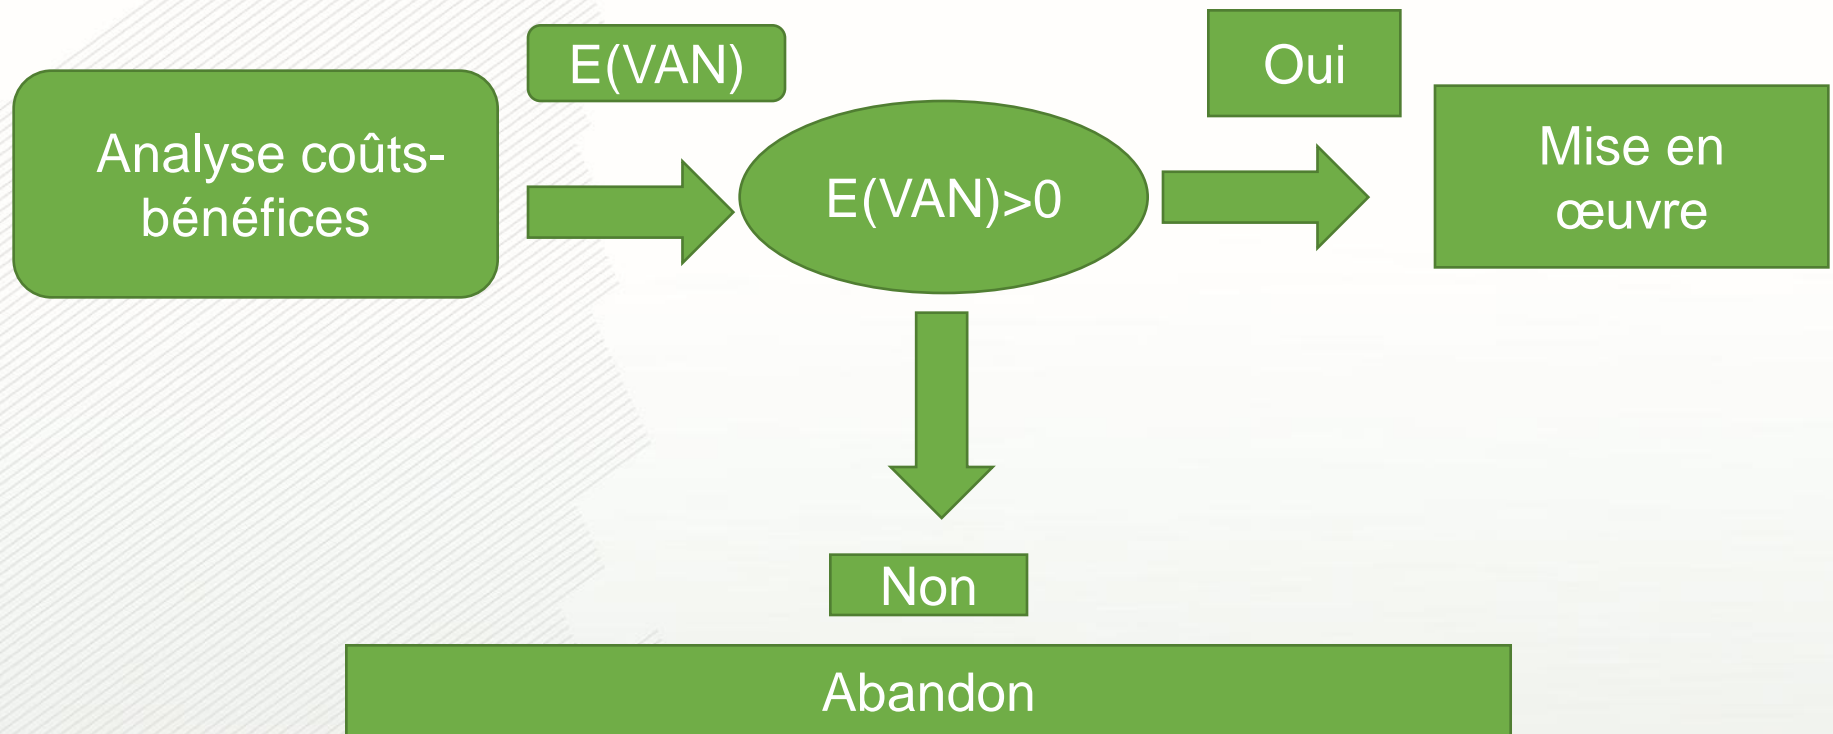 Analyse coûts-
bénéfices
E(VAN)
E(VAN)>0
Oui
Mise en
œuvre
Non
Abandon